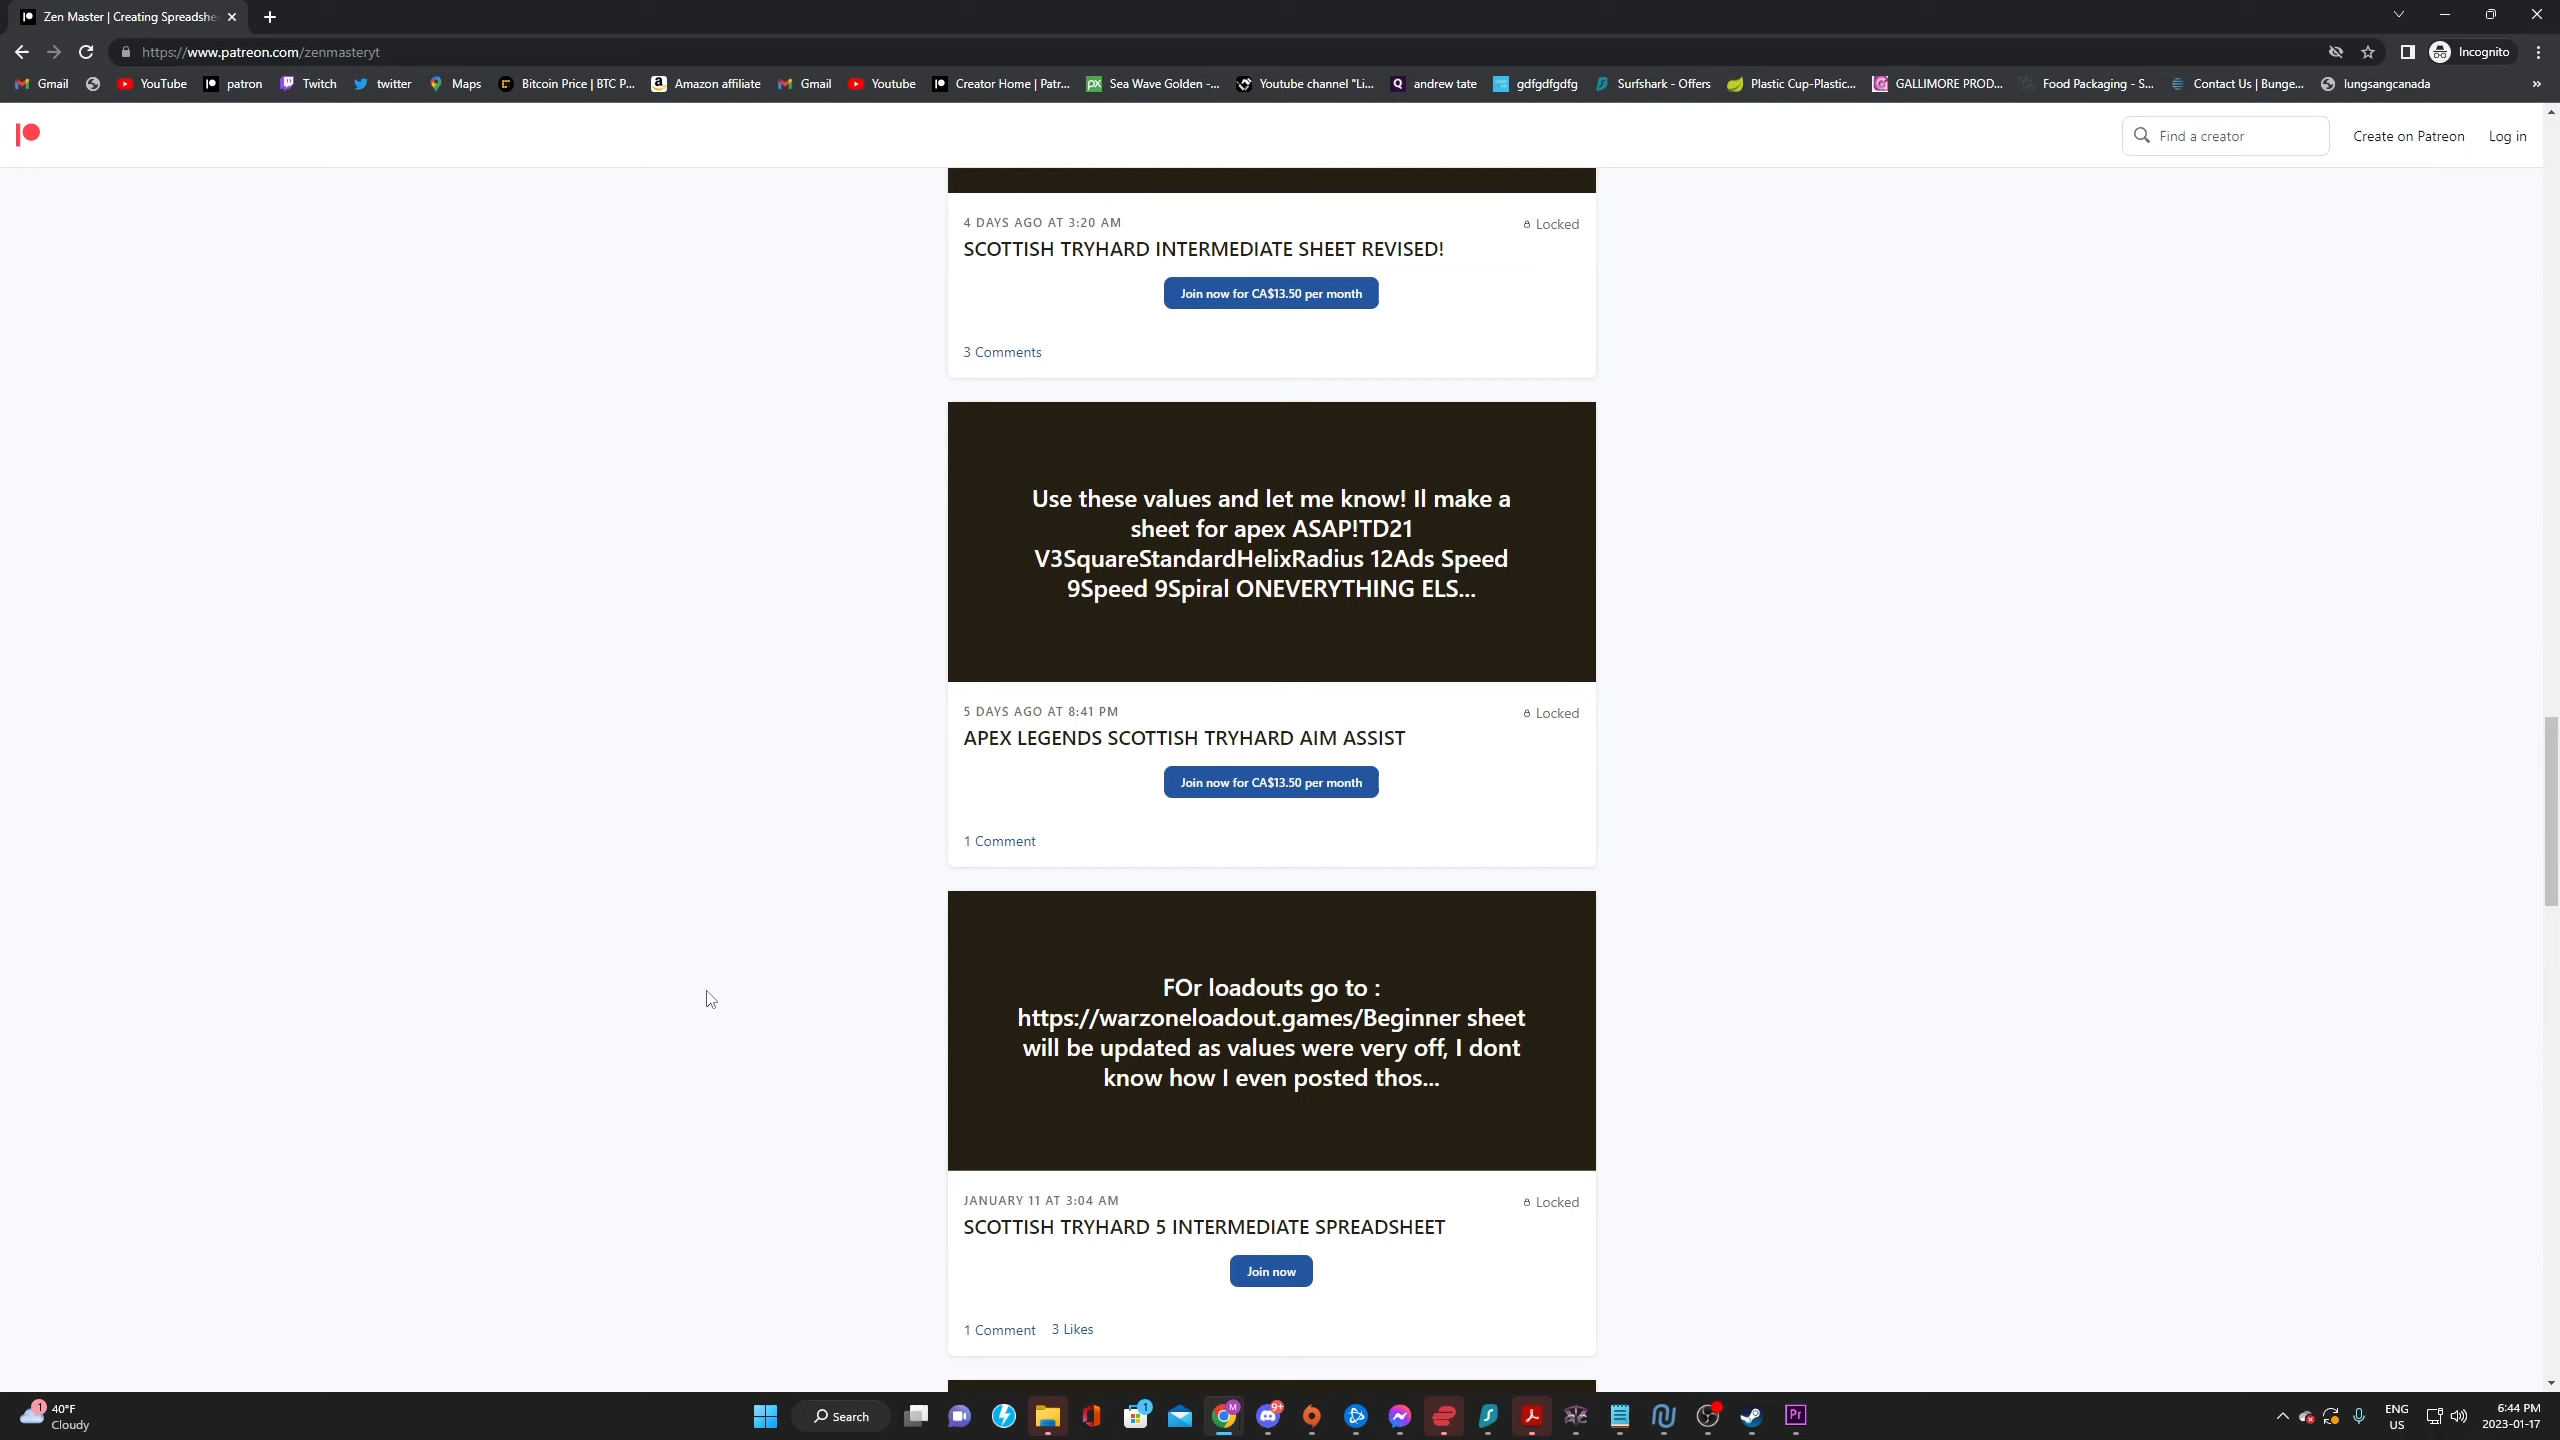 Zen Master | Creating Spreadshe
https://www.patreon.com/zenmasteryt
Incognito
Gmail
YouTube
patron
Twitch
twitter
Maps
Bitcoin Price | BTC P...
Amazon affiliate
Gmail
Youtube
Creator Home | Patr...
Sea Wave Golden -...
Youtube channel "Li...
andrew tate
gdfgdfgdfg
Surfshark - Offers
Plastic Cup-Plastic...
GALLIMORE PROD...
Food Packaging - S...
Contact Us | Bunge...
lungsangcanada
»
Find a creator
Create on Patreon
Log in
4 DAYS AGO AT 3:20 AM
Locked
SCOTTISH TRYHARD INTERMEDIATE SHEET REVISED!
Join now for CA$13.50 per month
3 Comments
Use these values and let me know! Il make a
sheet for apex ASAP!TD21
V3SquareStandardHelixRadius 12Ads Speed
9Speed 9Spiral ONEVERYTHING ELS...
5 DAYS AGO AT 8:41 PM
Locked
APEX LEGENDS SCOTTISH TRYHARD AIM ASSIST
Join now for CA$13.50 per month
1 Comment
FOr loadouts go to :
https://warzoneloadout.games/Beginner sheet
will be updated as values were very off, I dont
know how I even posted thos...
JANUARY 11 AT 3:04 AM
Locked
SCOTTISH TRYHARD 5 INTERMEDIATE SPREADSHEET
Join now
1 Comment 3 Likes
1
40°F
Cloudy
Search
1
M
9+
Pr
ENG
US
6:44 PM
2023-01-17